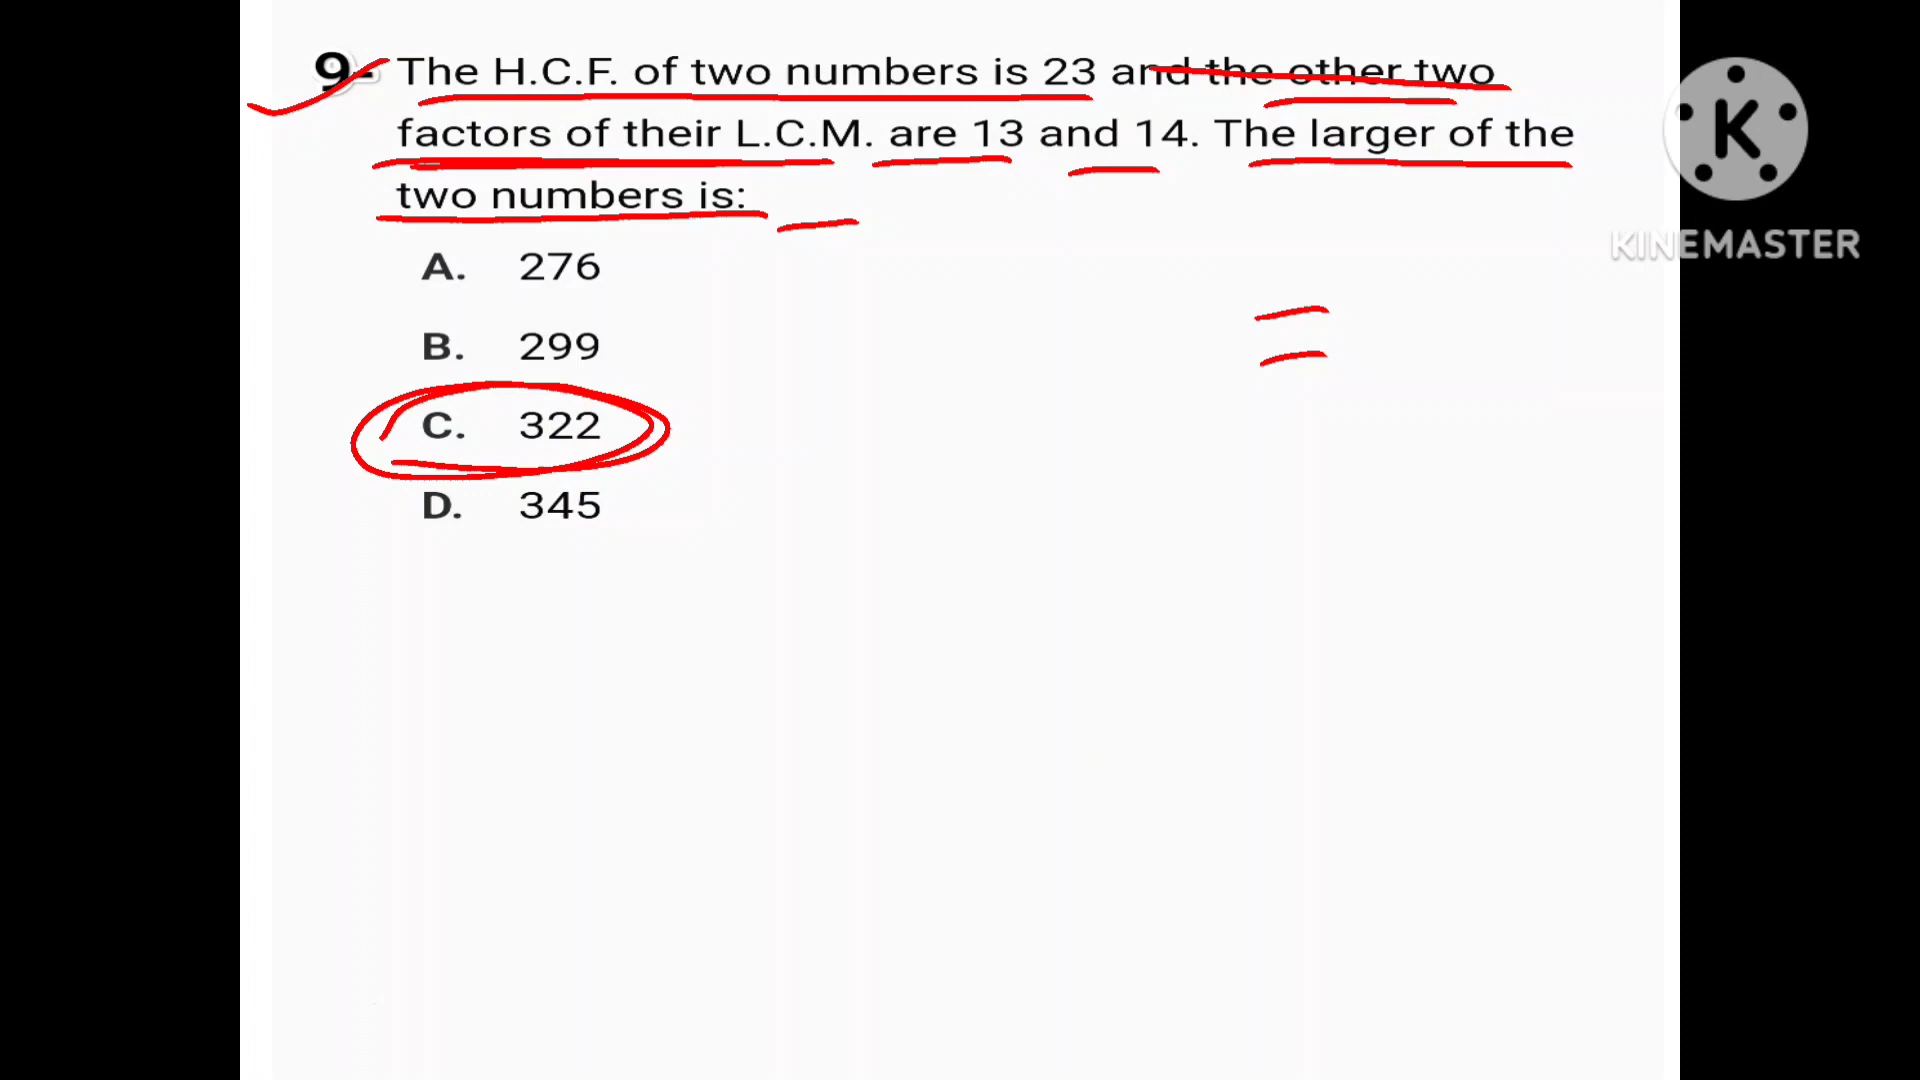 9- The H.C.F. of two numbers is 23 and the other two
factors of their L.C.M. are 13 and 14. The larger of the
two numbers is:
A. 276
B. 299
C. 322
D. 345
K
KINEMASTER